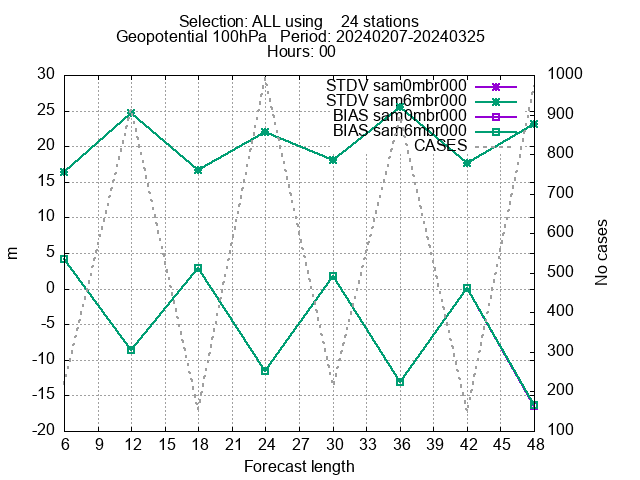 Selection: ALL using    24 stations
Geopotential 100hPa   Period: 20240207-20240325
Hours: 00
STDV sam0mbr000
STDV sam6mbr000
BIAS sam0mbr000
BIAS sam6mbr000
CASES
30
25
20
15
10
5
0
-5
-10
-15
-20
m
1000
900
800
700
600
500
400
300
200
100
No cases
6 9 12 15 18 21 24 27 30 33 36 39 42 45 48
Forecast length